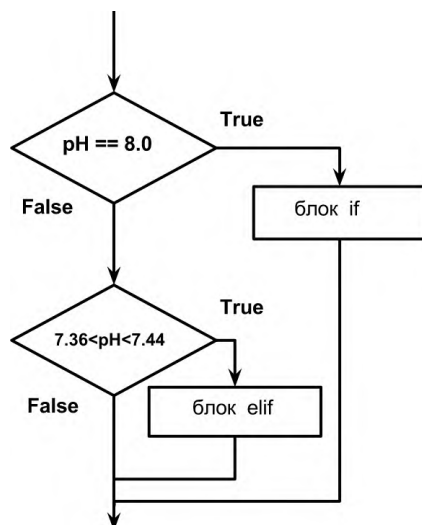 True
pH == 8.0
False
блок if
True
7.36<pH<7.44
False
блок elif